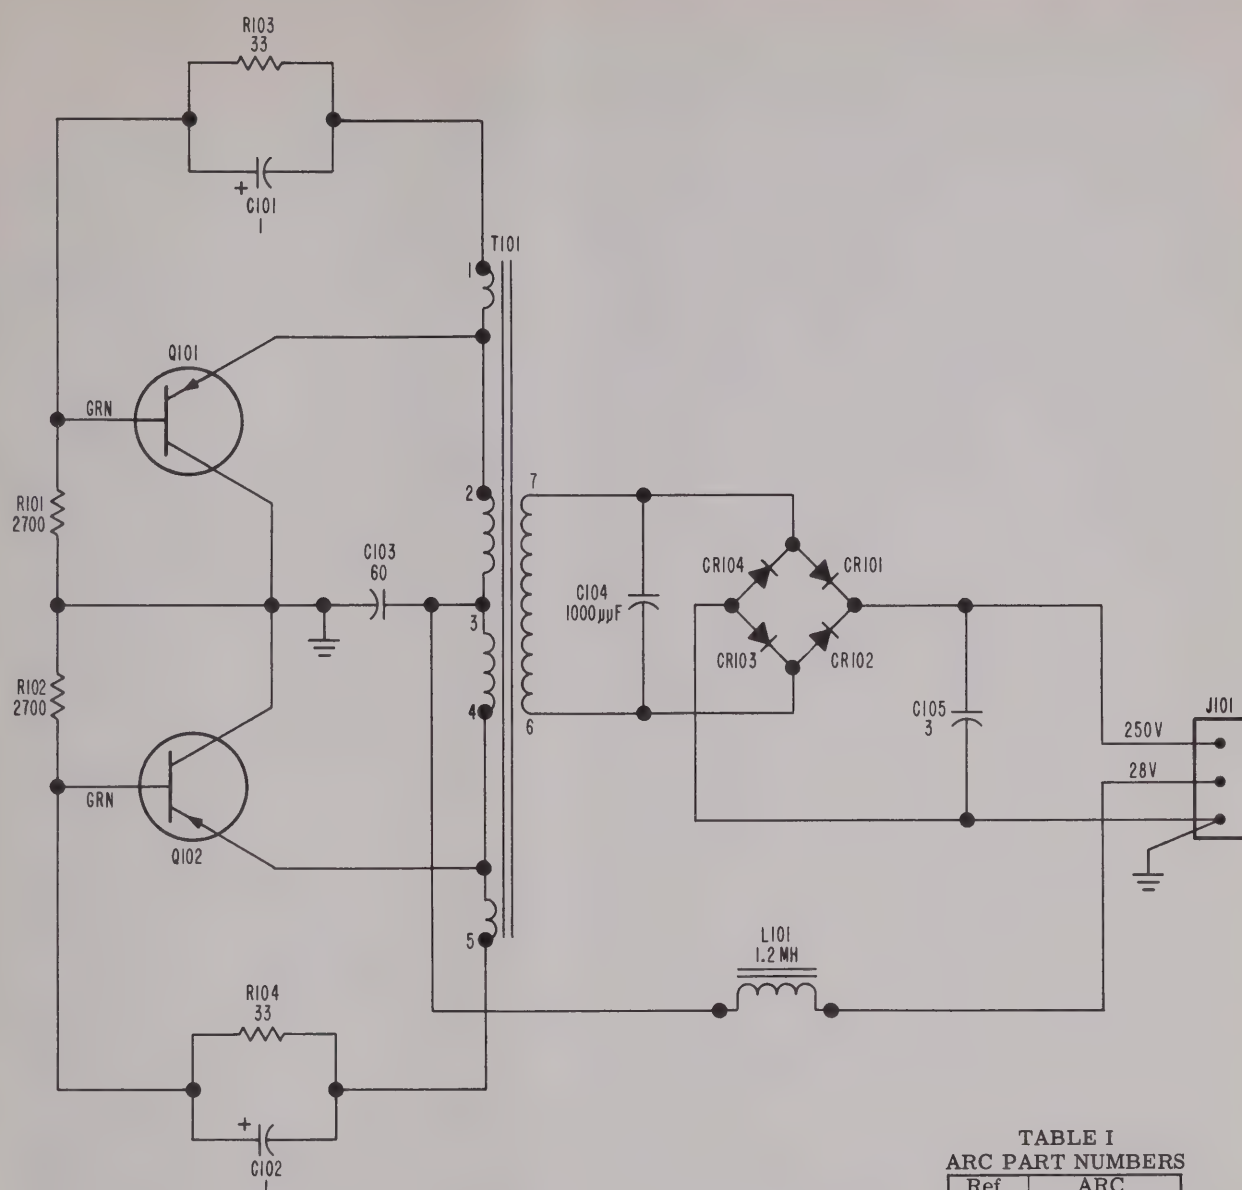 R103
33
+
C101
1
T101
1
Q101
GRN
2
7
R101
2700
C103
60
CR104
CR101
C104
1000μμF
3
CR103
CR102
R102
2700
4
6
C105
3
J101
250V
28V
GRN
Q102
5
L101
1.2 MH
R104
33
+
C102
1
TABLE I
ARC PART NUMBERS
Ref
ARC